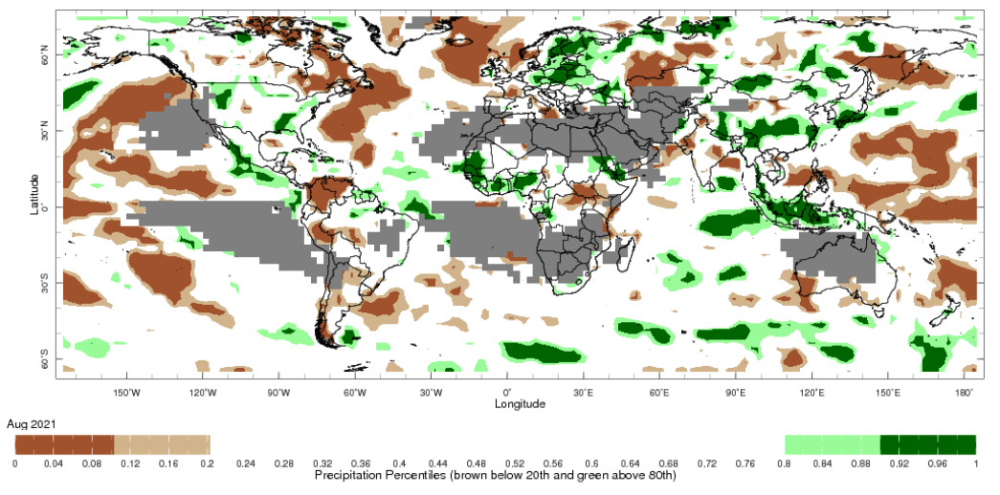 60°N
30°N
0°
30°S
60°S
Latitude
150°W 120°W 90°W 60°W 30°W 0° 30°E 60°E 90°E 120°E 150°E 180°
Longitude
Aug 2021
0 0.04 0.08 0.12 0.16 0.2 0.24 0.28 0.32 0.36 0.4 0.44 0.48 0.52 0.56 0.6 0.64 0.68 0.72 0.76 0.8 0.84 0.88 0.92 0.96 1
Precipitation Percentiles (brown below 20th and green above 80th)